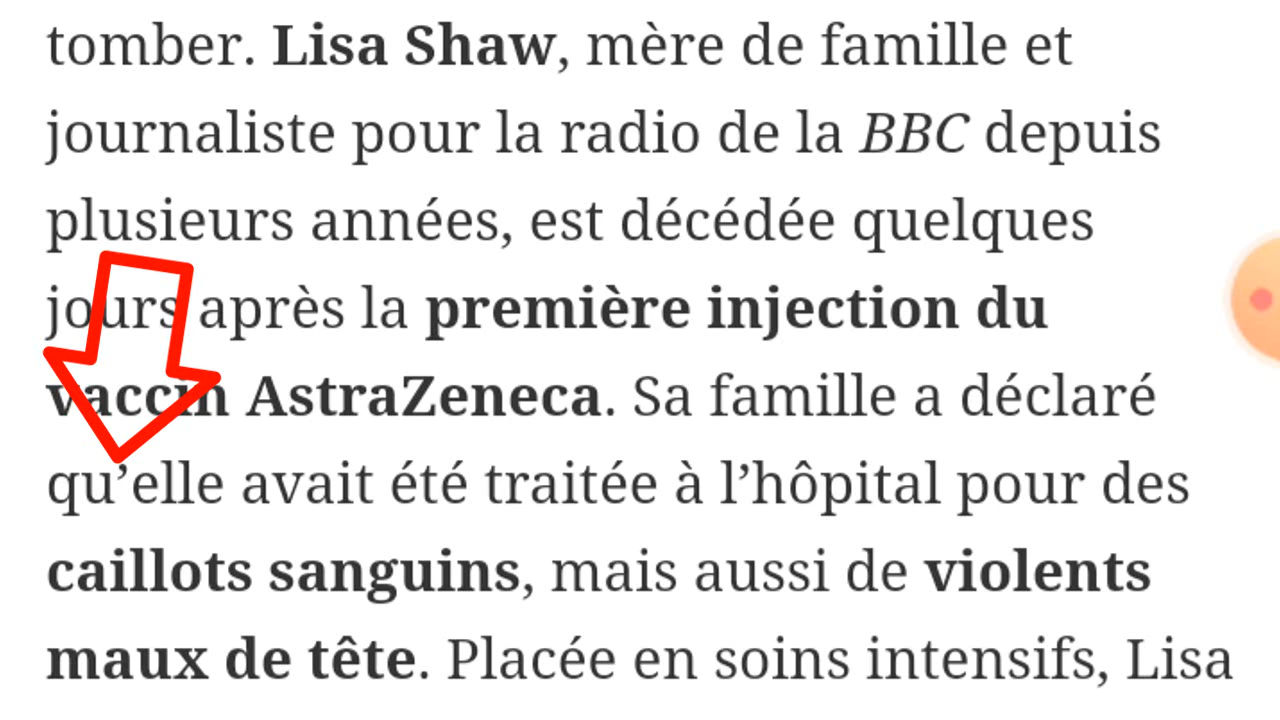 tomber. Lisa Shaw, mère de famille et
journaliste pour la radio de la BBC depuis
plusieurs années, est décédée quelques
jours après la première injection du
vaccin AstraZeneca. Sa famille a déclaré
qu’elle avait été traitée à l’hôpital pour des
caillots sanguins, mais aussi de violents
maux de tête. Placée en soins intensifs, Lisa